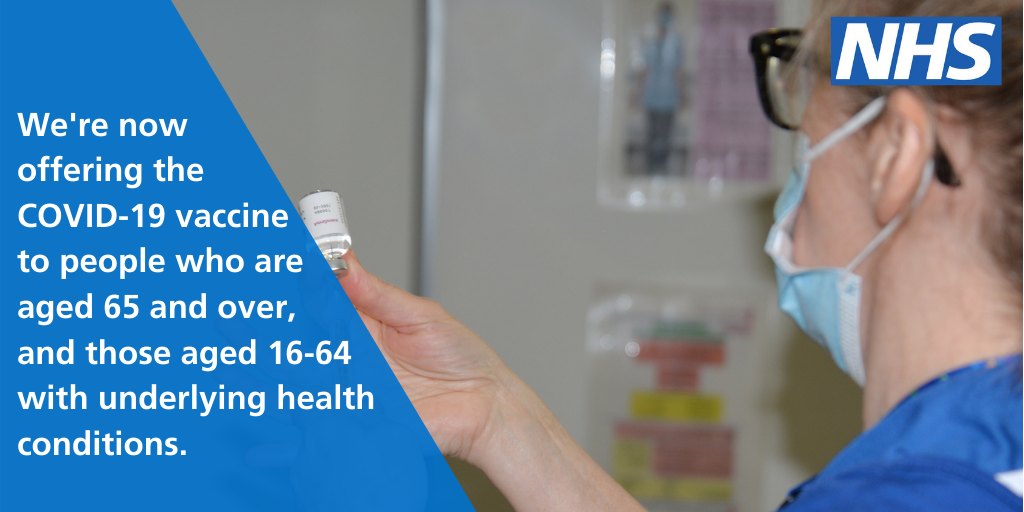 NHS
We're now
offering the
COVID-19 vaccine
to people who are
aged 65 and over,
and those aged 16-64
with underlying health
conditions.